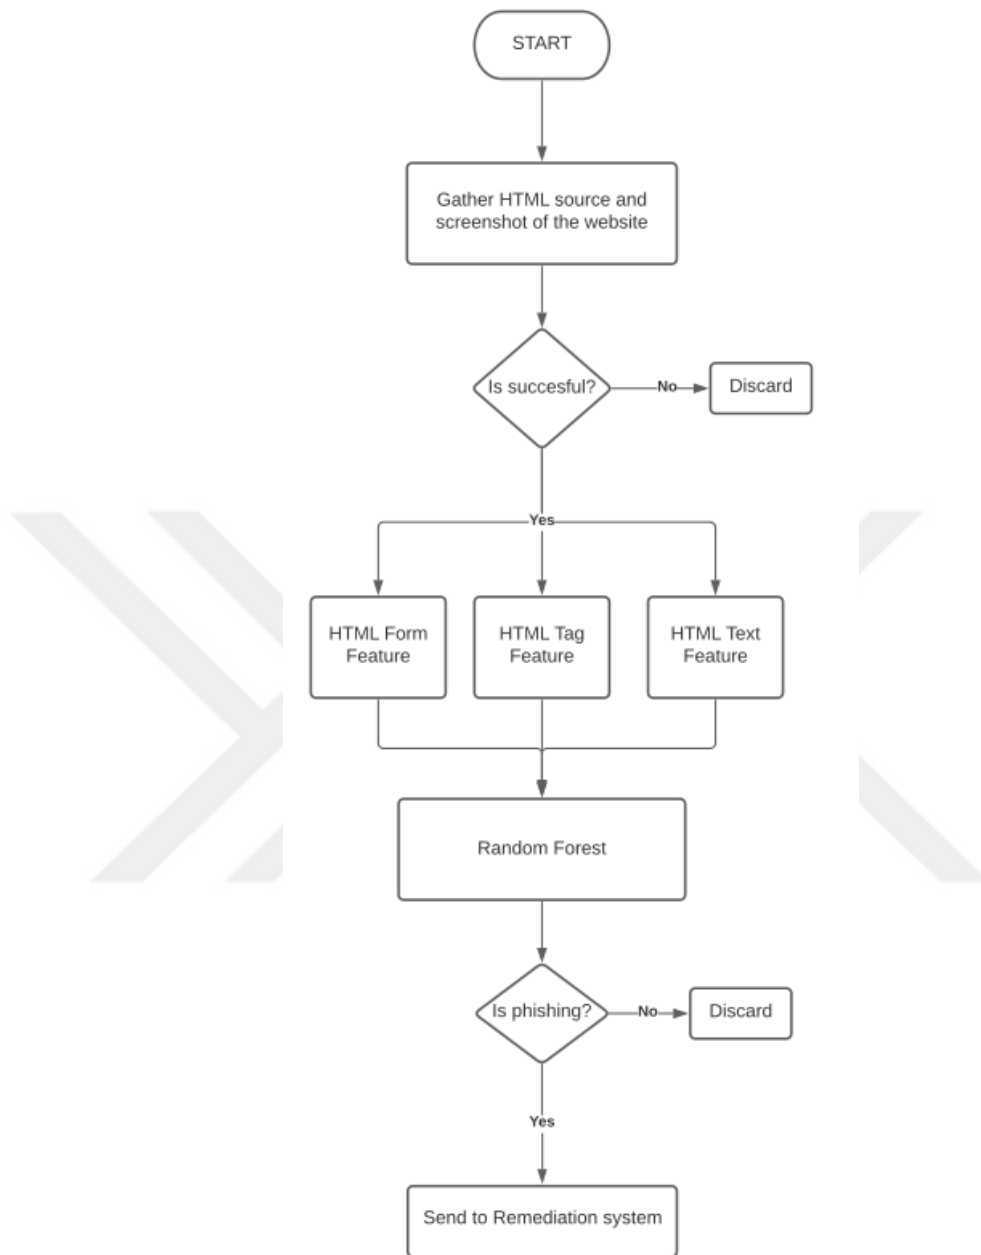 START
Gather HTML source and
screenshot of the website
Is succesful?
No
Discard
Yes
HTML Form
Feature
HTML Tag
Feature
HTML Text
Feature
Random Forest
Is phishing?
No
Discard
Yes
Send to Remediation system